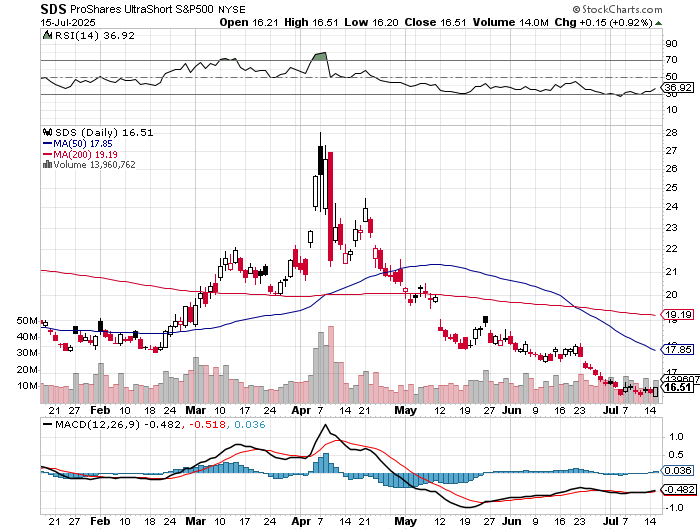 SDS ProShares UltraShort S&P500 NYSE © StockCharts.com
15-Jul-2025 Open 16.21 High 16.51 Low 16.20 Close 16.51 Volume 14.0M Chg +0.15 (+0.92%)
RSI(14) 36.92
90
70
50
36.92
30
10
SDS (Daily) 16.51
MA(50) 17.85
MA(200) 19.19
Volume 13,960,762
28
27
26
25
24
23
22
21
20
19.19
17.85
17
13960762
16.51
50M
40M
30M
20M
10M
21 27 Feb 10 18 24 Mar 10 17 24 Apr 7 14 21 May 12 19 27 Jun 9 16 23 Jul 7 14
MACD(12,26,9) -0.482, -0.518, 0.036
1.0
0.5
0.036
-0.482
-1.0
21 27 Feb 10 18 24 Mar 10 17 24 Apr 7 14 21 May 12 19 27 Jun 9 16 23 Jul 7 14